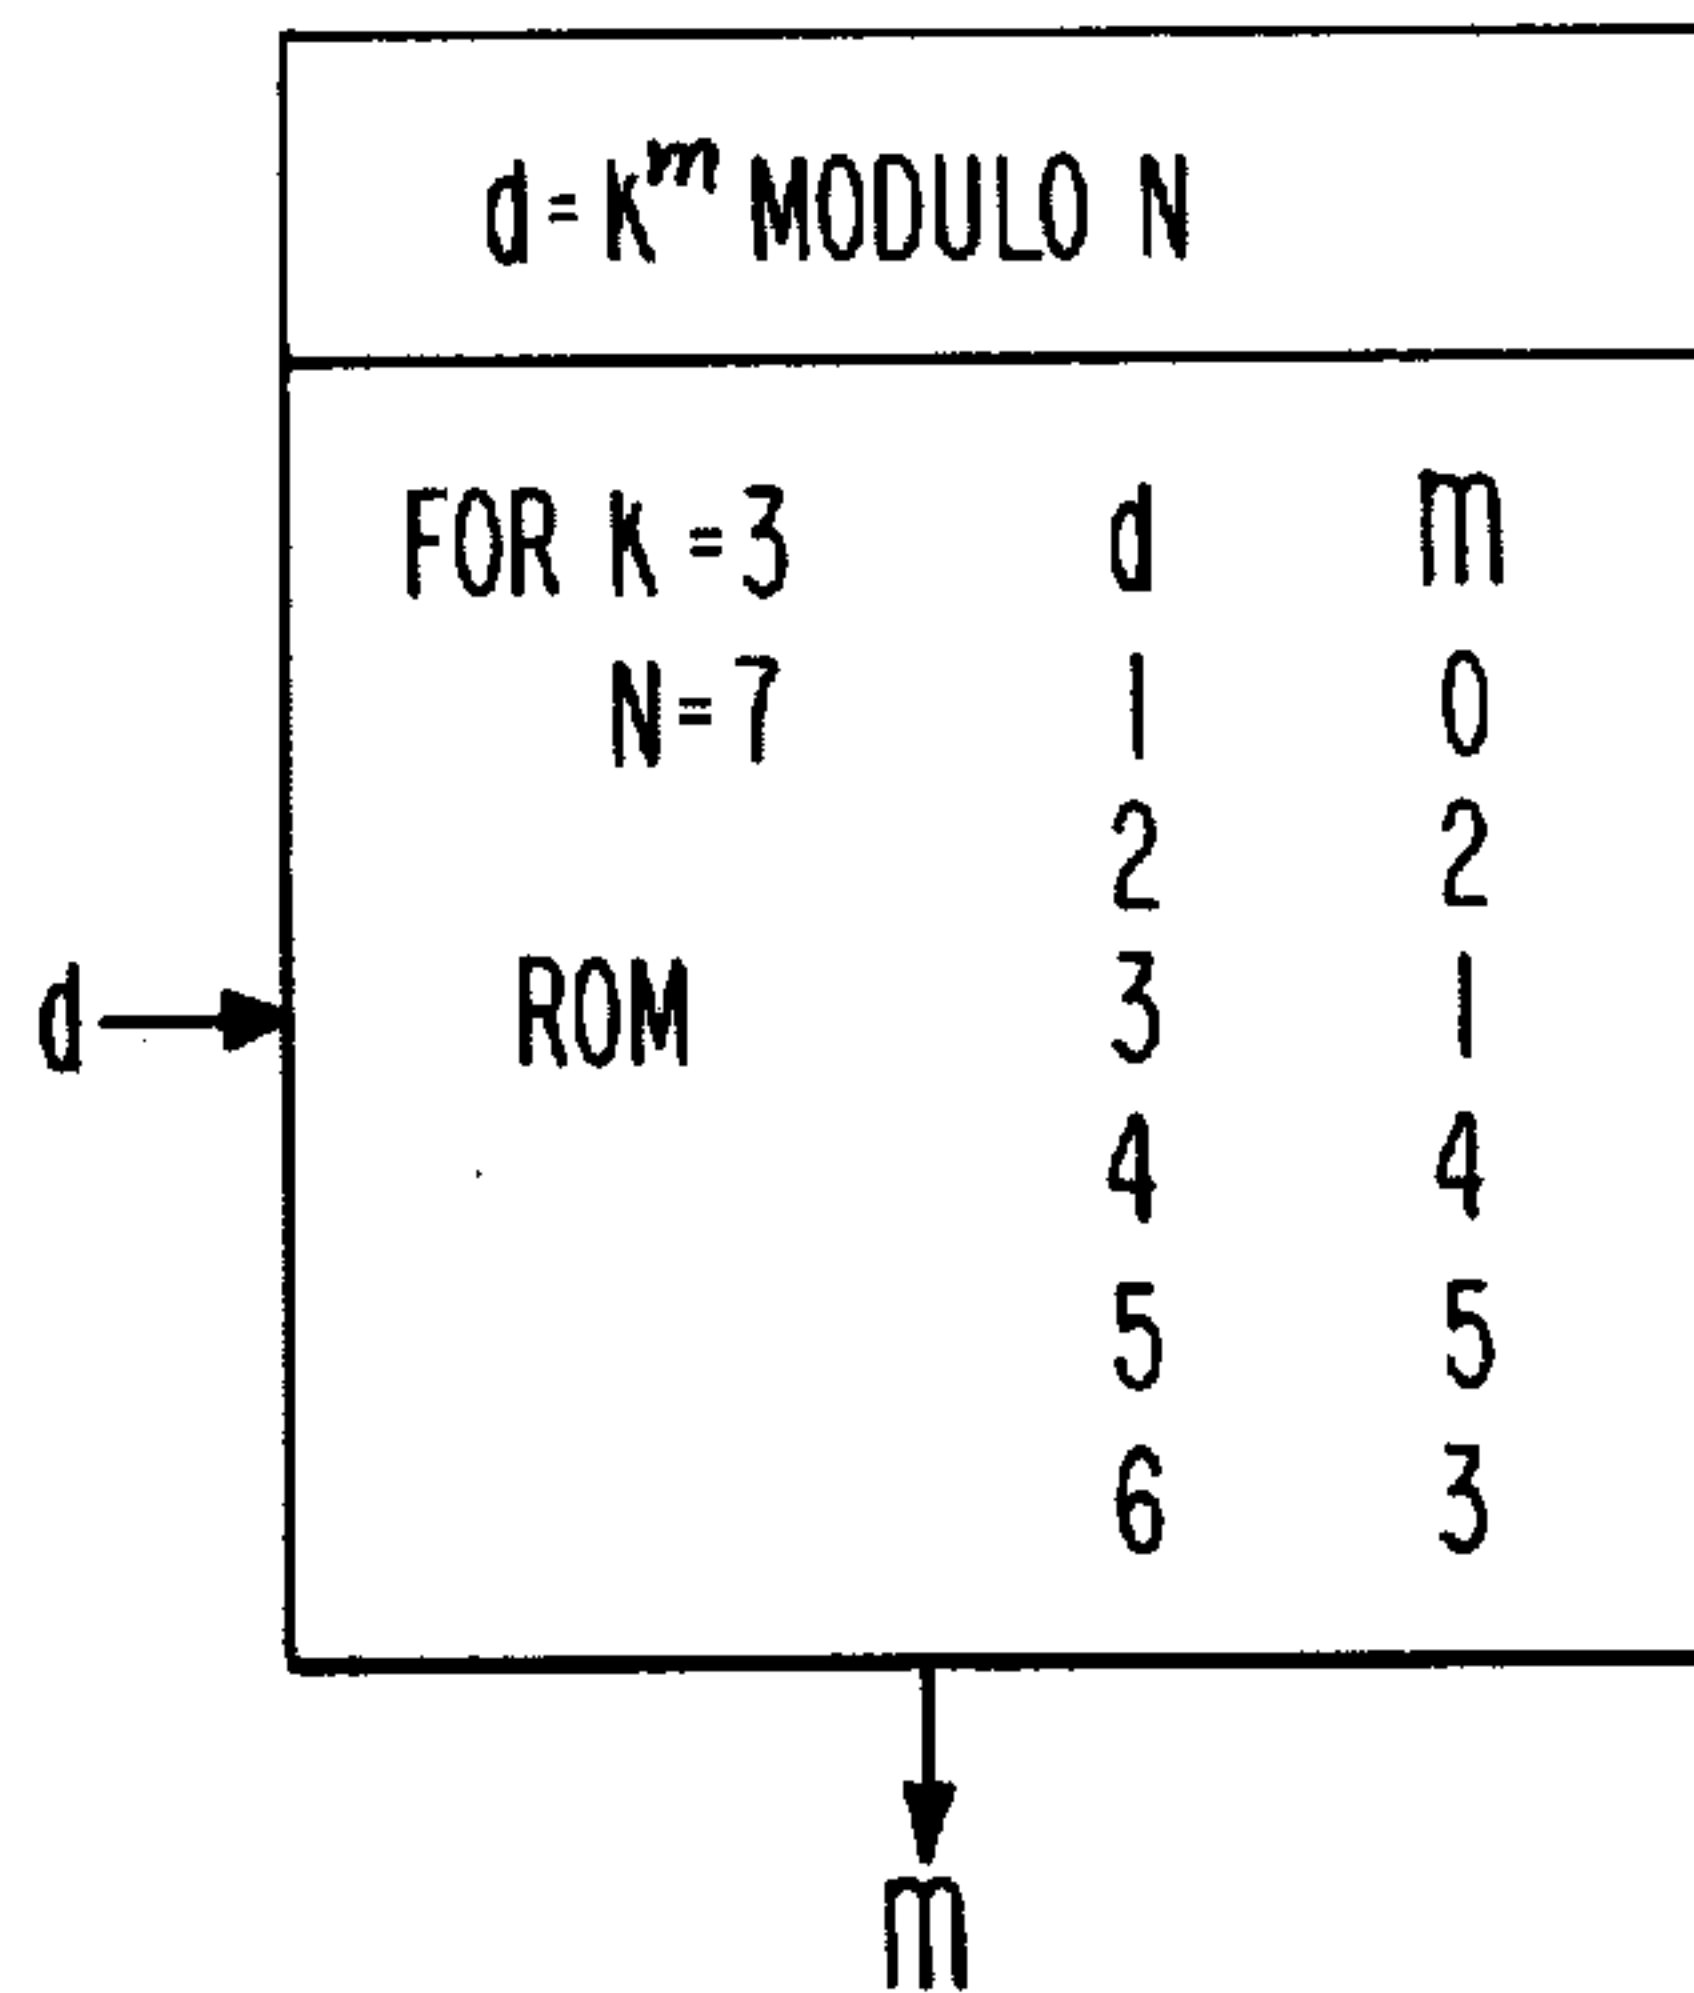 d = K^m MODULO N
FOR K = 3 d m
N = 7 1 0
2 2
d ROM 3 1
4 4
5 5
6 3
m